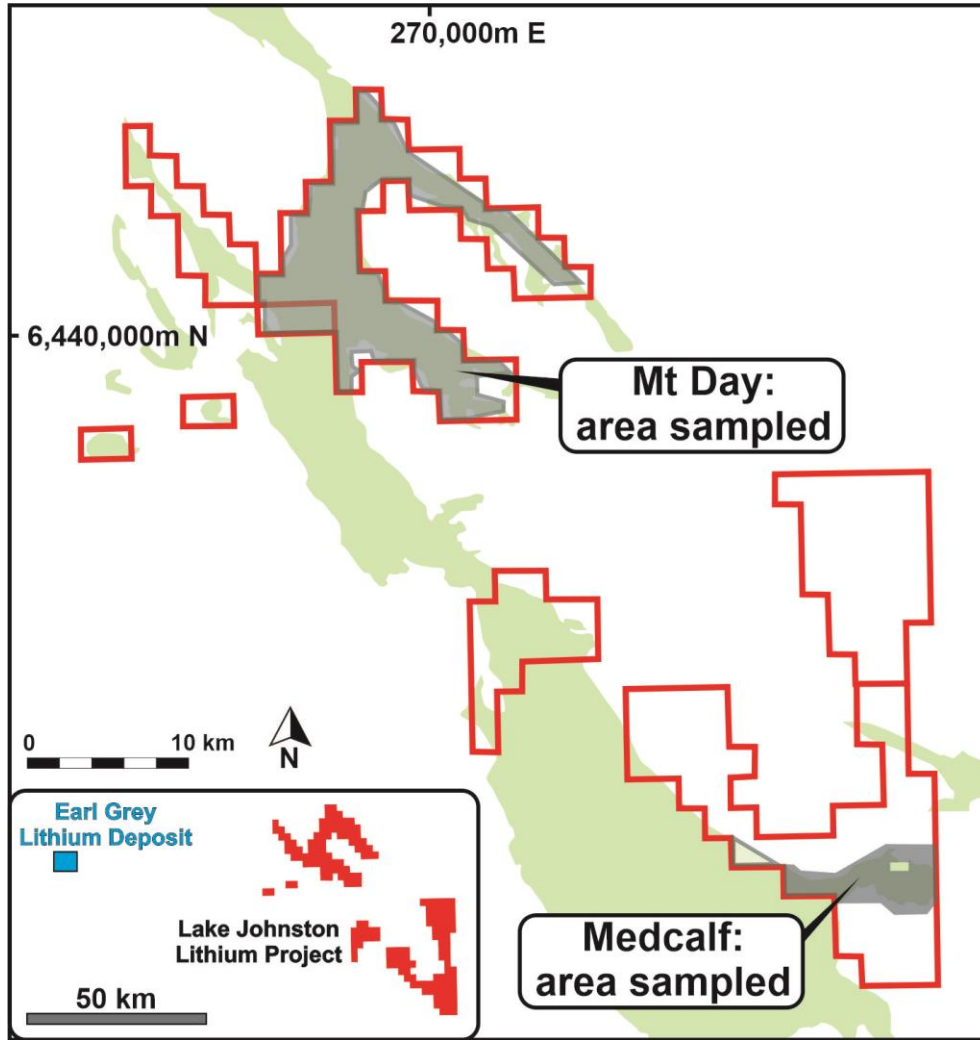 270,000m E
6,440,000m N
Mt Day:
area sampled
0 10 km
N
Earl Grey
Lithium Deposit
Lake Johnston
Lithium Project
50 km
Medcalf:
area sampled